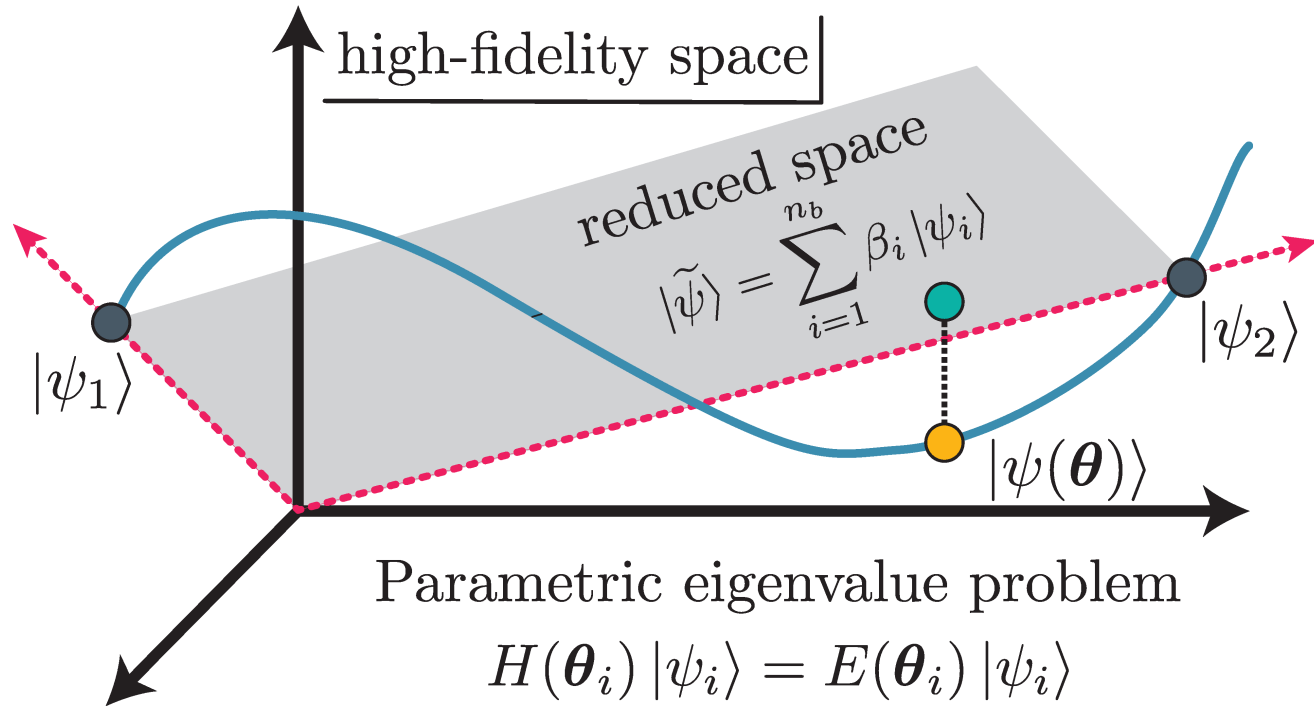 high-fidelity space
reduced space
|ψ̃⟩ = ∑_{i=1}^{n_b} β_i |ψ_i⟩
|ψ_1⟩
|ψ_2⟩
|ψ(𝜽)⟩
Parametric eigenvalue problem
H(𝜽_i) |ψ_i⟩ = E(𝜽_i) |ψ_i⟩